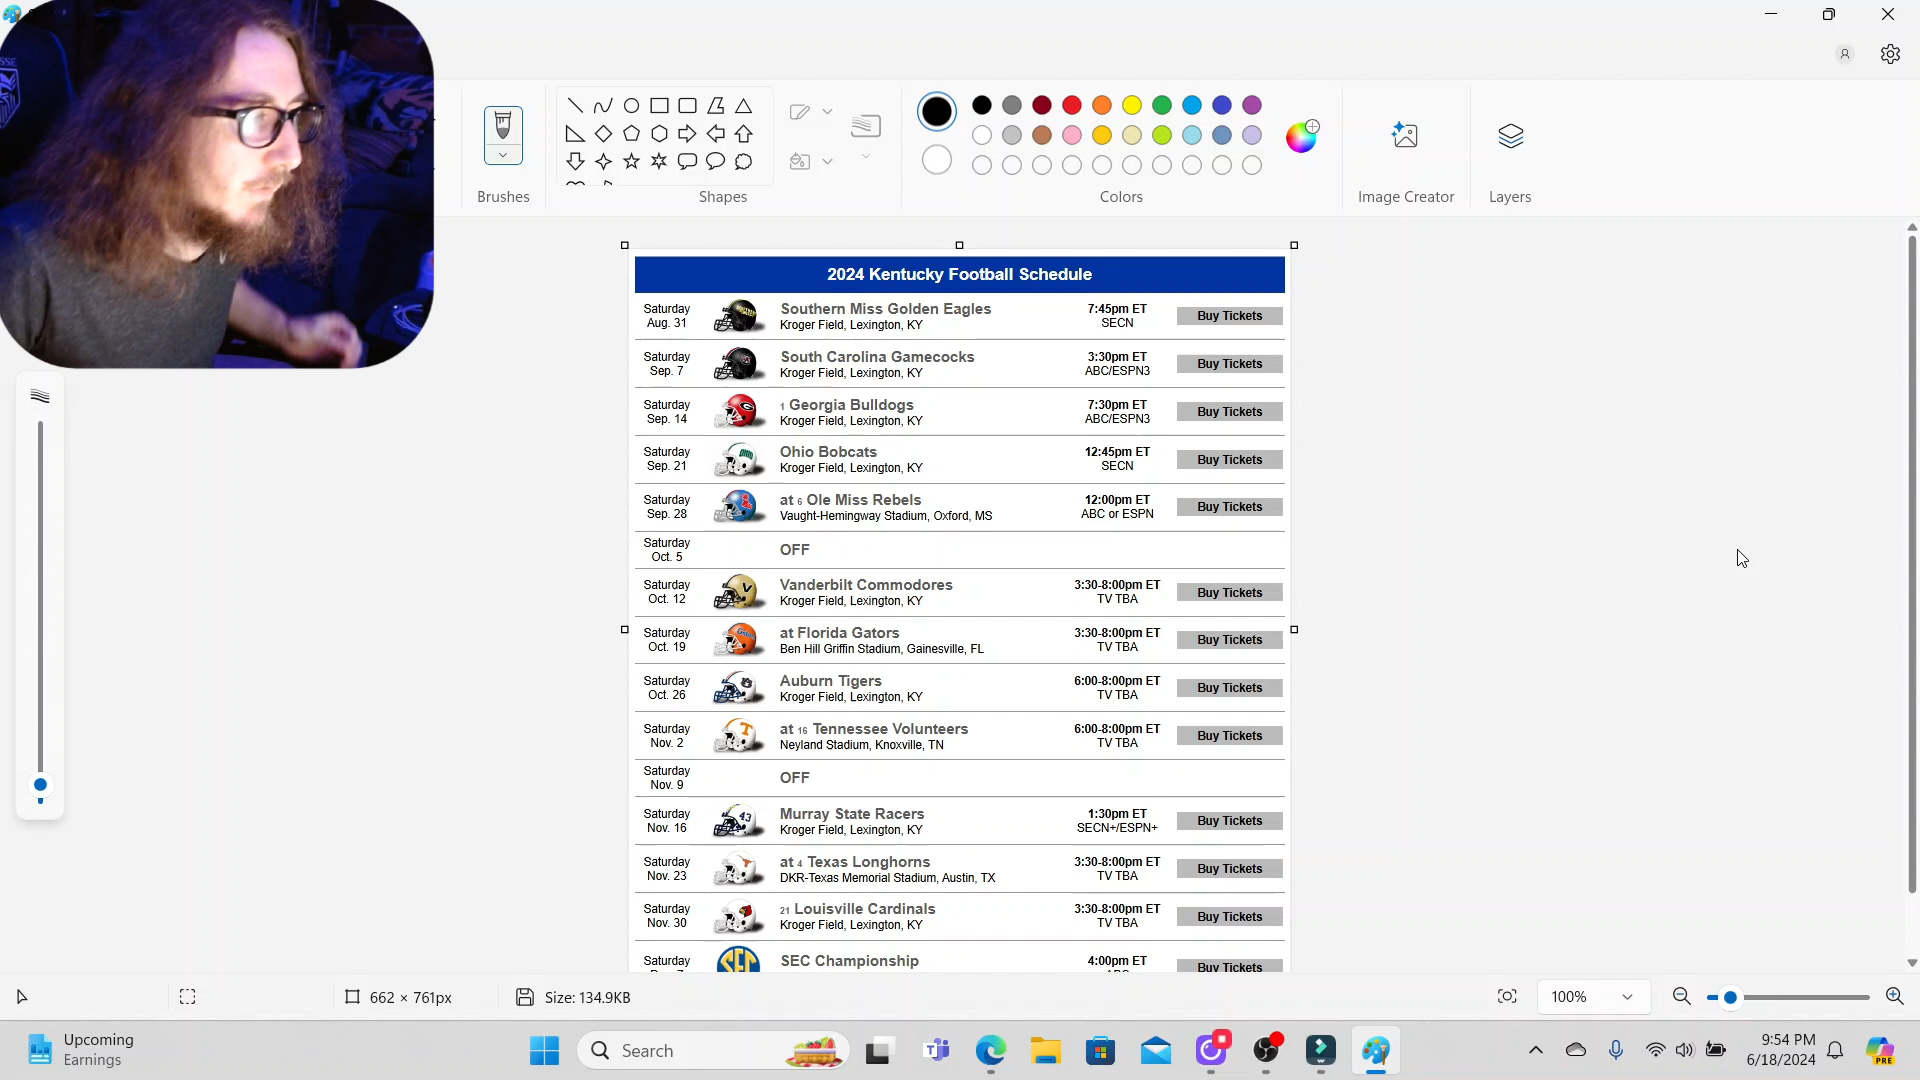 Brushes
Shapes
Colors
Image Creator
Layers
2024 Kentucky Football Schedule
Saturday
Aug. 31
Southern Miss Golden Eagles
Kroger Field, Lexington, KY
7:45pm ET
SECN
Buy Tickets
Saturday
Sep. 7
South Carolina Gamecocks
Kroger Field, Lexington, KY
3:30pm ET
ABC/ESPN3
Buy Tickets
Saturday
Sep. 14
1 Georgia Bulldogs
Kroger Field, Lexington, KY
7:30pm ET
ABC/ESPN3
Buy Tickets
Saturday
Sep. 21
Ohio Bobcats
Kroger Field, Lexington, KY
12:45pm ET
SECN
Buy Tickets
Saturday
Sep. 28
at 6 Ole Miss Rebels
Vaught-Hemingway Stadium, Oxford, MS
12:00pm ET
ABC or ESPN
Buy Tickets
Saturday
Oct. 5
OFF
Saturday
Oct. 12
Vanderbilt Commodores
Kroger Field, Lexington, KY
3:30-8:00pm ET
TV TBA
Buy Tickets
Saturday
Oct. 19
at Florida Gators
Ben Hill Griffin Stadium, Gainesville, FL
3:30-8:00pm ET
TV TBA
Buy Tickets
Saturday
Oct. 26
Auburn Tigers
Kroger Field, Lexington, KY
6:00-8:00pm ET
TV TBA
Buy Tickets
Saturday
Nov. 2
at 16 Tennessee Volunteers
Neyland Stadium, Knoxville, TN
6:00-8:00pm ET
TV TBA
Buy Tickets
Saturday
Nov. 9
OFF
Saturday
Nov. 16
Murray State Racers
Kroger Field, Lexington, KY
1:30pm ET
SECN+/ESPN+
Buy Tickets
Saturday
Nov. 23
at 4 Texas Longhorns
DKR-Texas Memorial Stadium, Austin, TX
3:30-8:00pm ET
TV TBA
Buy Tickets
Saturday
Nov. 30
21 Louisville Cardinals
Kroger Field, Lexington, KY
3:30-8:00pm ET
TV TBA
Buy Tickets
Saturday
SEC
SEC Championship
4:00pm ET
Buy Tickets
662 × 761px
Size: 134.9KB
100%
Upcoming
Earnings
Search
9:54 PM
6/18/2024
PRE